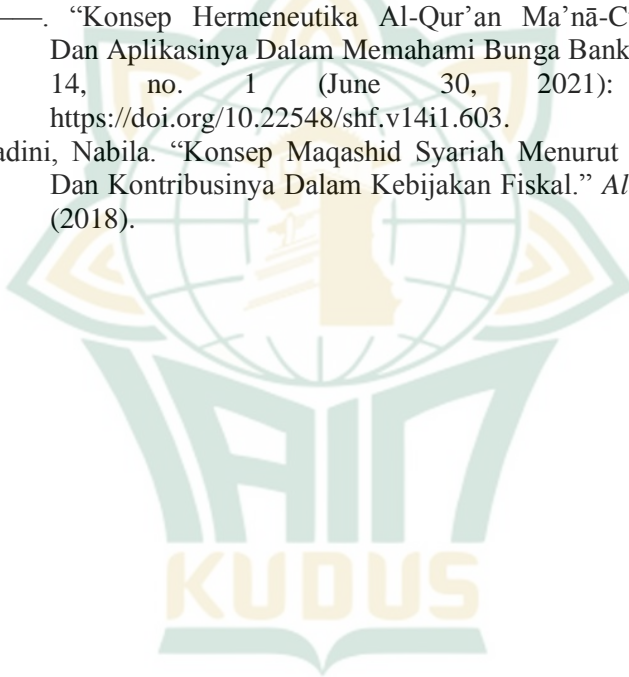 ———. “Konsep Hermeneutika Al-Qur’an Ma’nā-C
Dan Aplikasinya Dalam Memahami Bunga Bank
14, no. 1 (June 30, 2021):
https://doi.org/10.22548/shf.v14i1.603.
adini, Nabila. “Konsep Maqashid Syariah Menurut
Dan Kontribusinya Dalam Kebijakan Fiskal.” Al
(2018).
IAIN
KUDUS